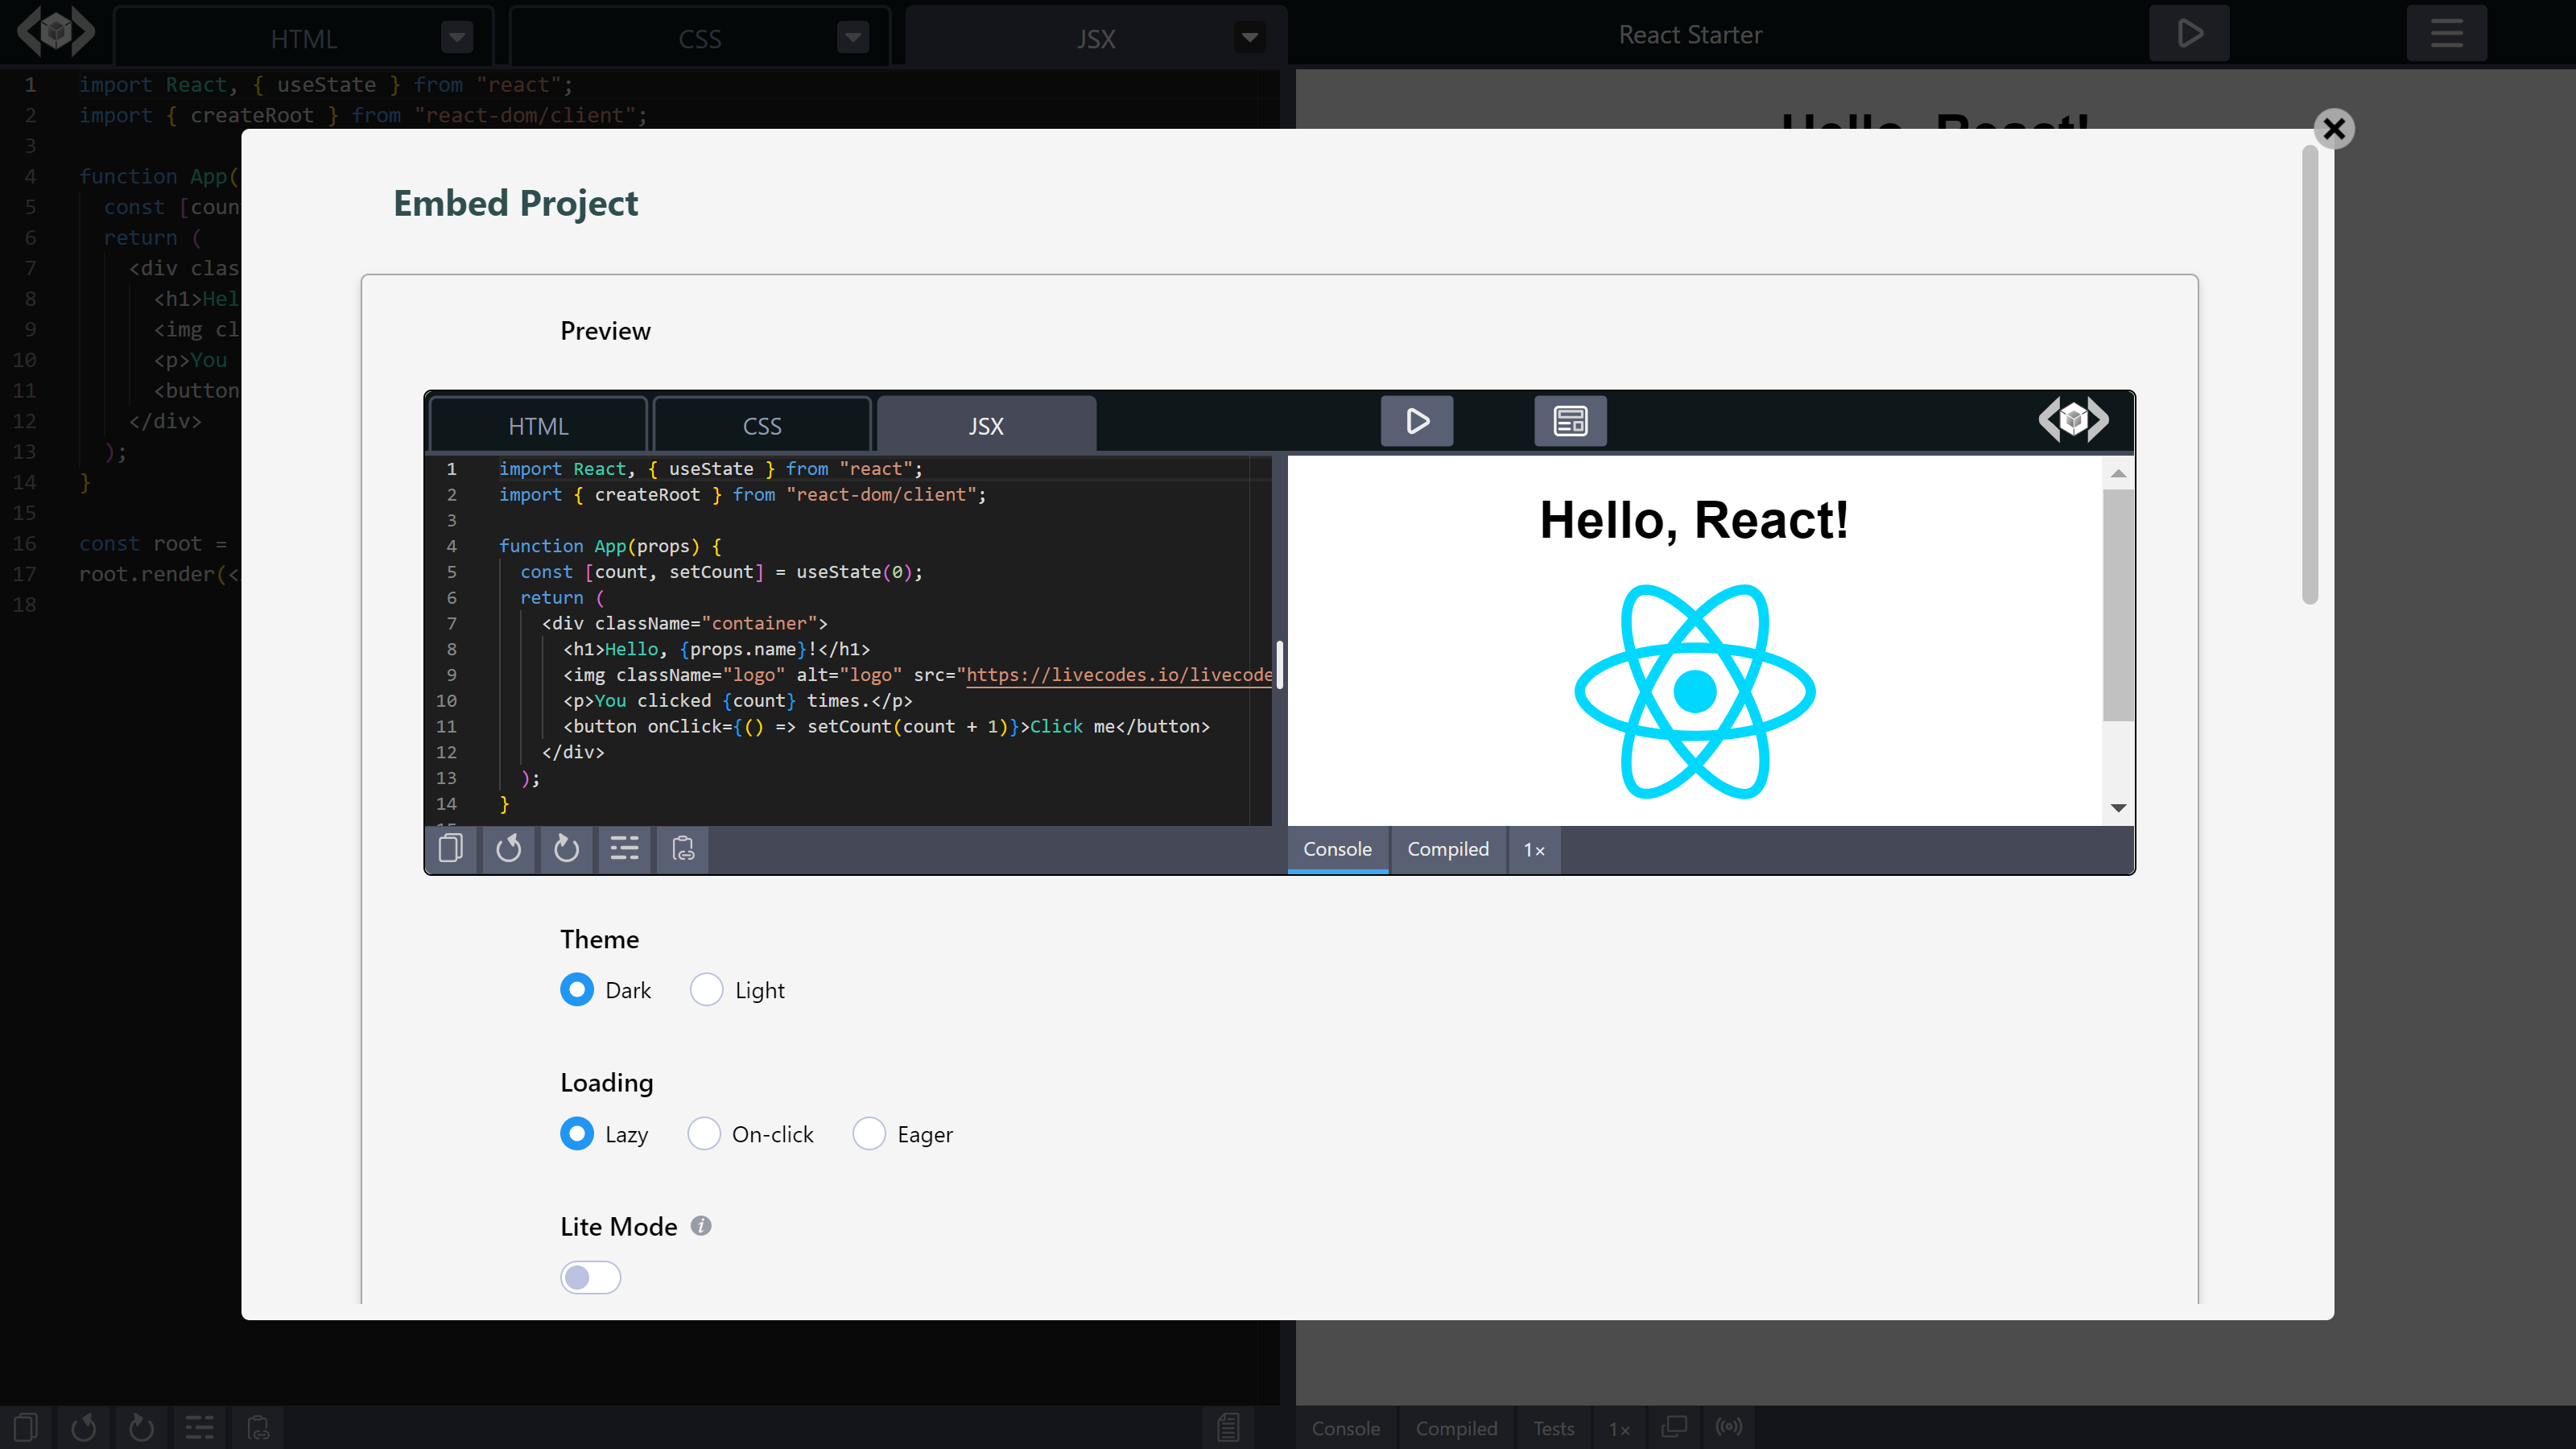 HTML
CSS
JSX
React Starter
1 import React, { useState } from "react";
2 import { createRoot } from "react-dom/client";
3
4 function App(
5 const [coun
6 return (
7 <div clas
8 <h1>Hel
9 <img cl
10 <p>You
11 <button
12 </div>
13 );
14 }
15
16 const root =
17 root.render(<
18
Hello, React!
Embed Project
Preview
HTML
CSS
JSX
1 import React, { useState } from "react";
2 import { createRoot } from "react-dom/client";
3
4 function App(props) {
5 const [count, setCount] = useState(0);
6 return (
7 <div className="container">
8 <h1>Hello, {props.name}!</h1>
9 <img className="logo" alt="logo" src="https://livecodes.io/livecode
10 <p>You clicked {count} times.</p>
11 <button onClick={() => setCount(count + 1)}>Click me</button>
12 </div>
13 );
14 }
Hello, React!
Console
Compiled
1×
Theme
Dark
Light
Loading
Lazy
On-click
Eager
Lite Mode
Console
Compiled
Tests
1×